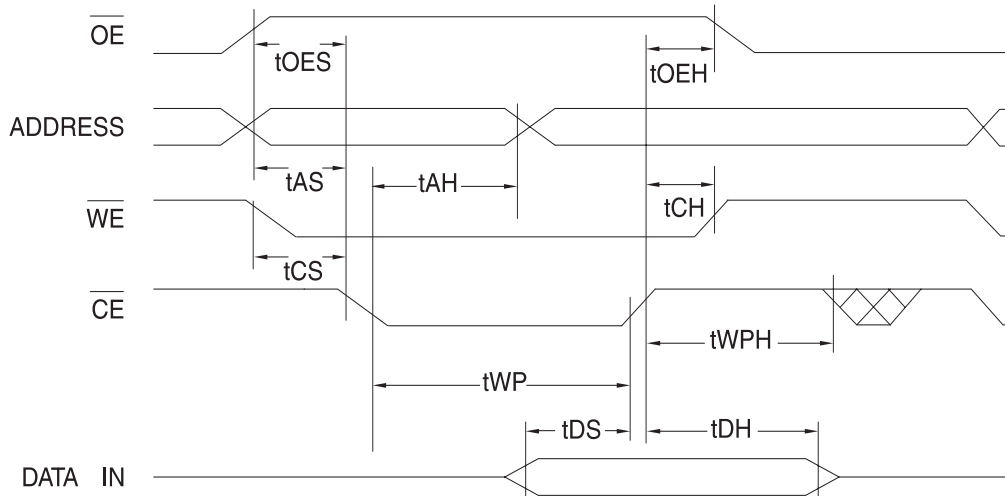 OE
tOES
tOEH
ADDRESS
tAS
tAH
tCH
WE
tCS
CE
tWPH
tWP
tDS
tDH
DATA IN